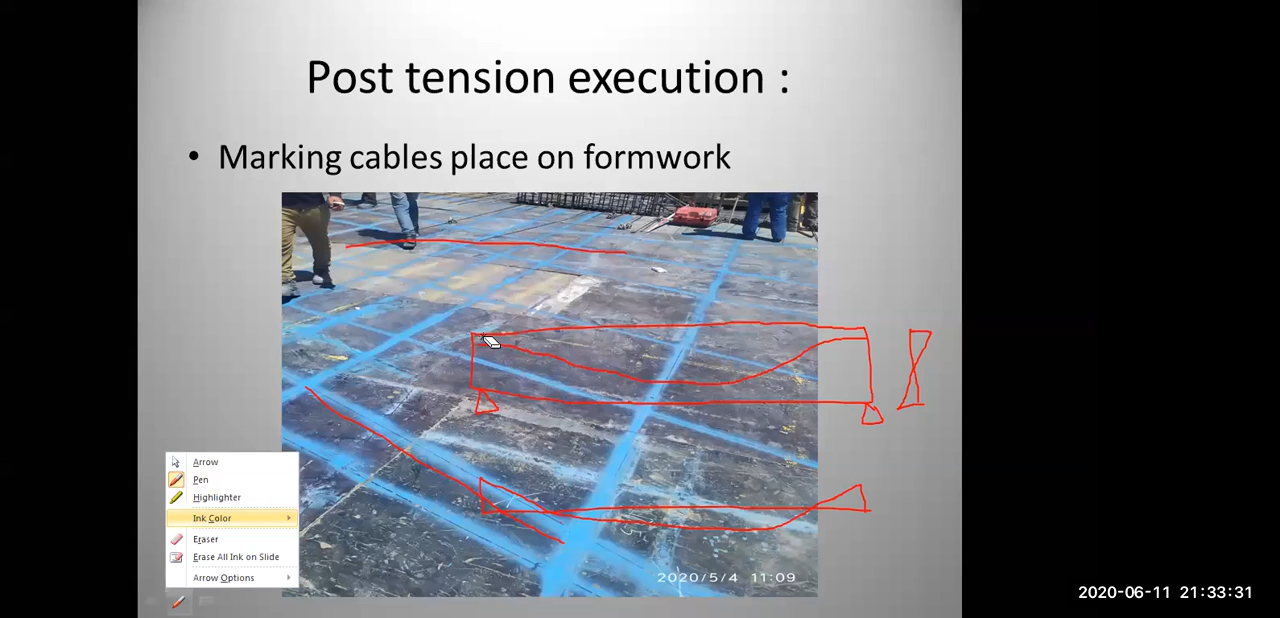 Post tension execution :
• Marking cables place on formwork
Arrow
Pen
Highlighter
Ink Color
Eraser
Erase All Ink on Slide
Arrow Options
2020/5/4 11:09
2020-06-11 21:33:31